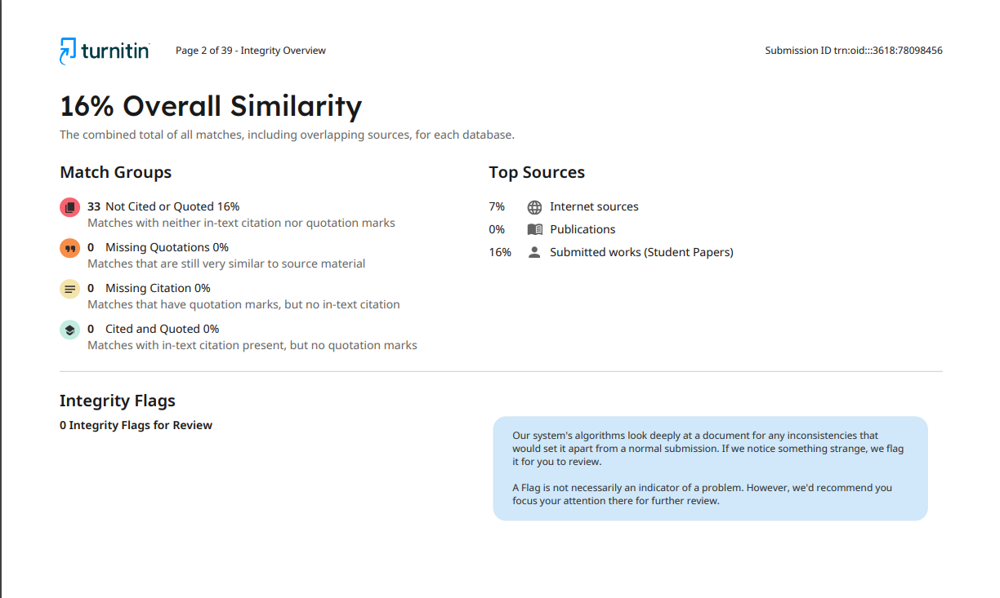 turnitin Page 2 of 39 - Integrity Overview Submission ID trn:oid:::3618:78098456
16% Overall Similarity
The combined total of all matches, including overlapping sources, for each database.
Match Groups
33 Not Cited or Quoted 16%
Matches with neither in-text citation nor quotation marks
0 Missing Quotations 0%
Matches that are still very similar to source material
0 Missing Citation 0%
Matches that have quotation marks, but no in-text citation
0 Cited and Quoted 0%
Matches with in-text citation present, but no quotation marks
Top Sources
7% Internet sources
0% Publications
16% Submitted works (Student Papers)
Integrity Flags
0 Integrity Flags for Review
Our system's algorithms look deeply at a document for any inconsistencies that
would set it apart from a normal submission. If we notice something strange, we flag
it for you to review.
A Flag is not necessarily an indicator of a problem. However, we'd recommend you
focus your attention there for further review.